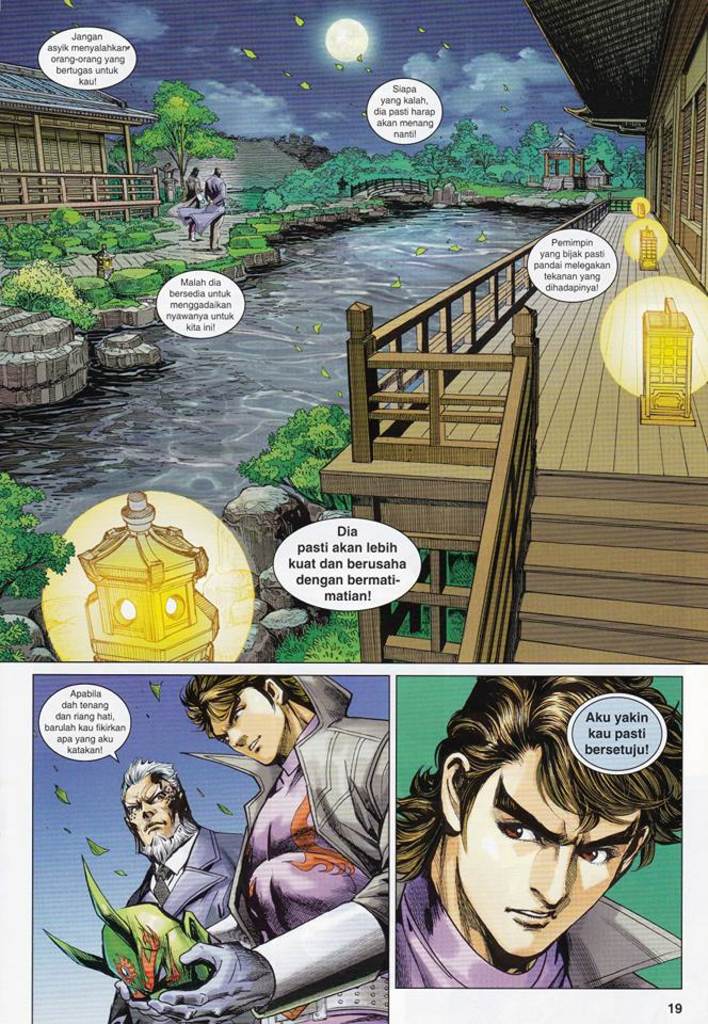 Jangan
asyik menyalahkan
orang-orang yang
bertugas untuk
kau!
Siapa
yang kalah,
dia pasti harap
akan menang
nanti!
Pemimpin
yang bijak pasti
pandai melegakan
tekanan yang
dihadapinya!
Malah dia
bersedia untuk
menggadaikan
nyawanya untuk
kita ini!
Dia
pasti akan lebih
kuat dan berusaha
dengan bermati-
matian!
Apabila
dah tenang
dan riang hati,
barulah kau fikirkan
apa yang aku
katakan!
Aku yakin
kau pasti
bersetuju!
19